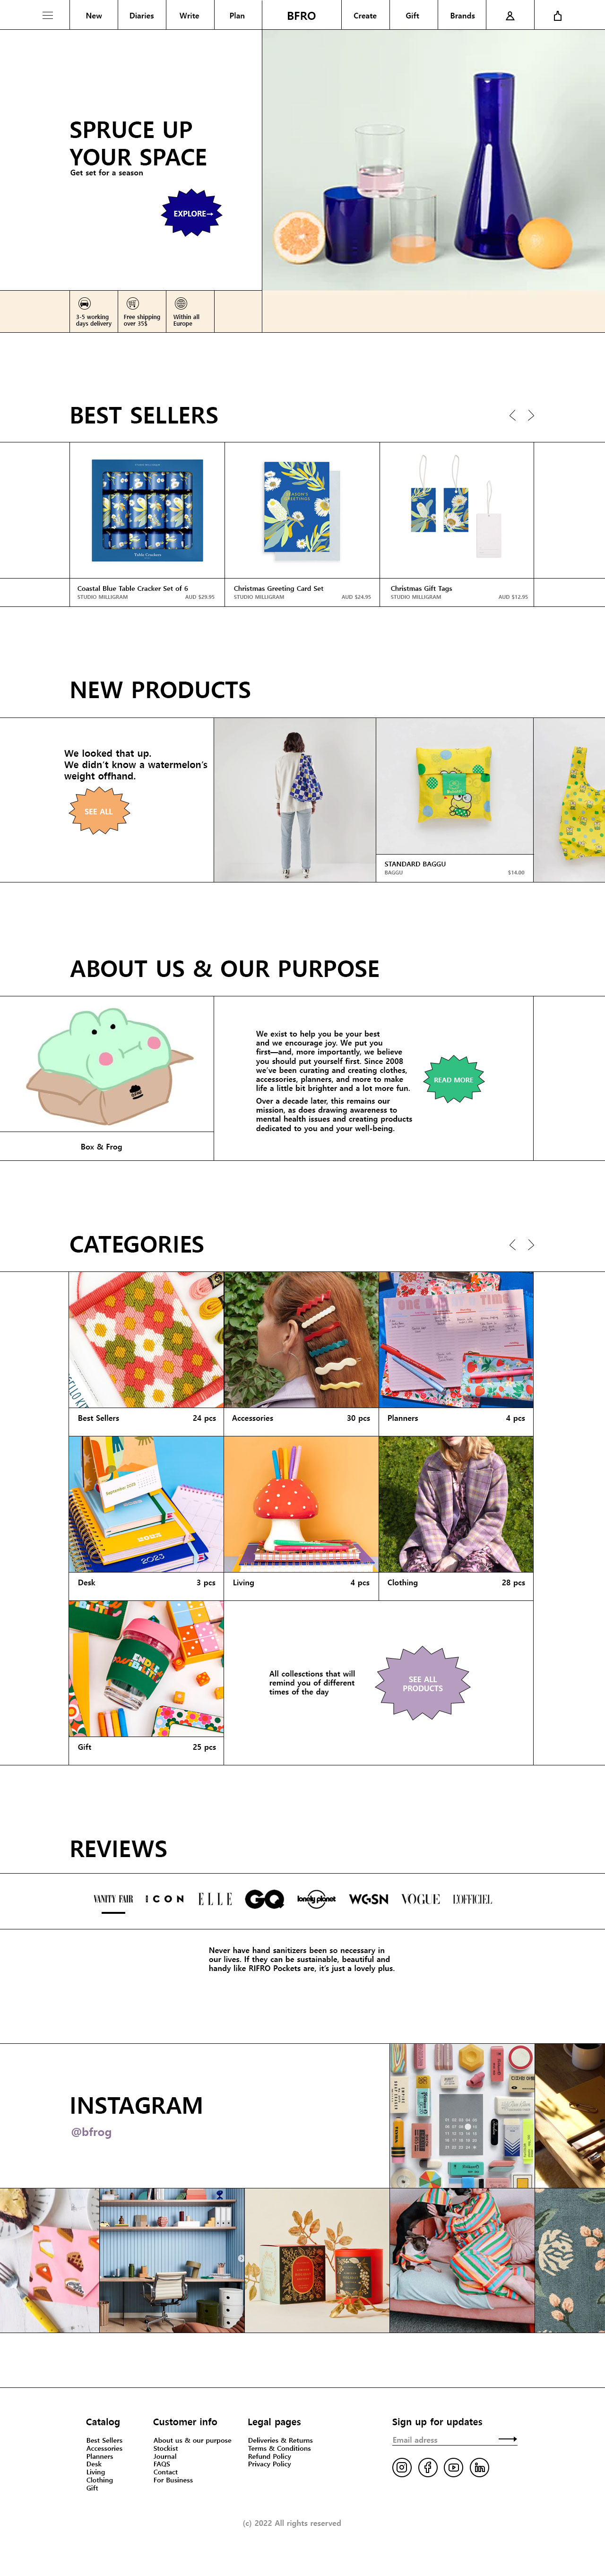 New
Diaries
Write
Plan
BFRO
Create
Gift
Brands
SPRUCE UP
YOUR SPACE
Get set for a season
EXPLORE→
3-5 working
days delivery
Free shipping
over 35$
Within all
Europe
BEST SELLERS
SEASON'S
GREETINGS
Coastal Blue Table Cracker Set of 6
STUDIO MILLIGRAM
AUD $29.95
Christmas Greeting Card Set
STUDIO MILLIGRAM
AUD $24.95
Christmas Gift Tags
STUDIO MILLIGRAM
AUD $12.95
NEW PRODUCTS
We looked that up.
We didn't know a watermelon's
weight offhand.
SEE ALL
STANDARD BAGGU
BAGGU
$14.00
ABOUT US & OUR PURPOSE
We exist to help you be your best
and we encourage joy. We put you
first—and, more importantly, we believe
you should put yourself first. Since 2008
we've been curating and creating clothes,
accessories, planners, and more to make
life a little bit brighter and a lot more fun.
Over a decade later, this remains our
mission, as does drawing awareness to
mental health issues and creating products
dedicated to you and your well-being.
READ MORE
Box & Frog
CATEGORIES
Best Sellers
24 pcs
Accessories
30 pcs
Planners
4 pcs
September 2023
2023
Desk
3 pcs
Living
4 pcs
Clothing
28 pcs
Gift
25 pcs
All collesctions that will
remind you of different
times of the day
SEE ALL
PRODUCTS
REVIEWS
VANITY FAIR
ICON
ELLE
GQ
lonely planet
WGSN
VOGUE
L'OFFICIEL
Never have hand sanitizers been so necessary in
our lives. If they can be sustainable, beautiful and
handy like RIFRO Pockets are, it's just a lovely plus.
INSTAGRAM
@bfrog
Catalog
Best Sellers
Accessories
Planners
Desk
Living
Clothing
Gift
Customer info
About us & our purpose
Stockist
Journal
FAQS
Contact
For Business
Legal pages
Deliveries & Returns
Terms & Conditions
Refund Policy
Privacy Policy
Sign up for updates
Email adress
(c) 2022 All rights reserved